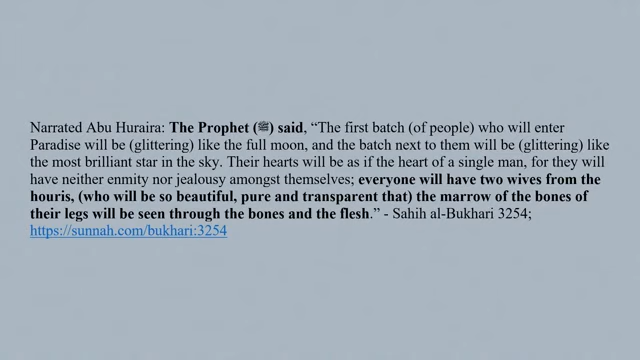 Narrated Abu Huraira: The Prophet (ﷺ) said, “The first batch (of people) who will enter
Paradise will be (glittering) like the full moon, and the batch next to them will be (glittering) like
the most brilliant star in the sky. Their hearts will be as if the heart of a single man, for they will
have neither enmity nor jealousy amongst themselves; everyone will have two wives from the
houris, (who will be so beautiful, pure and transparent that) the marrow of the bones of
their legs will be seen through the bones and the flesh.” - Sahih al-Bukhari 3254;
https://sunnah.com/bukhari:3254